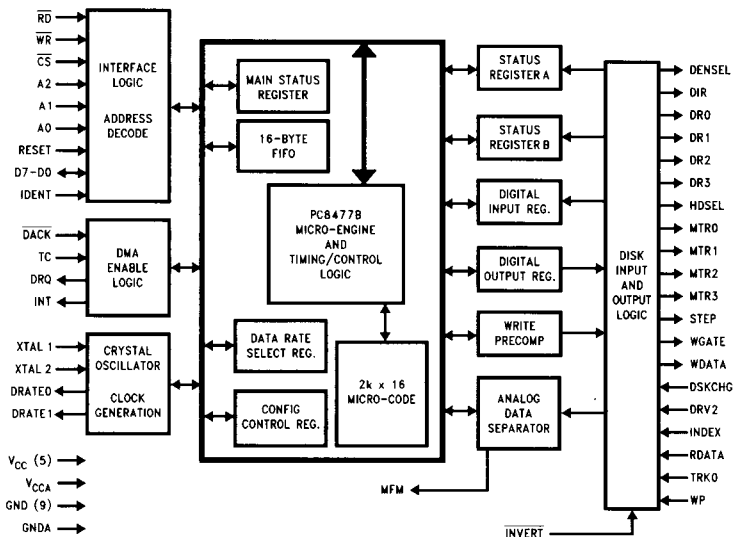 RD
WR
CS
A2
A1
A0
RESET
D7-D0
IDENT
INTERFACE
LOGIC
ADDRESS
DECODE
DACK
TC
DRQ
INT
DMA
ENABLE
LOGIC
XTAL 1
XTAL 2
DRATE0
DRATE1
CRYSTAL
OSCILLATOR
CLOCK
GENERATION
VCC (5)
VCCA
GND (9)
GNDA
MAIN STATUS
REGISTER
16-BYTE
FIFO
PC8477B
MICRO-ENGINE
AND
TIMING/CONTROL
LOGIC
DATA RATE
SELECT REG.
CONFIG
CONTROL REG.
2k x 16
MICRO-CODE
STATUS
REGISTER A
STATUS
REGISTER B
DIGITAL
INPUT REG.
DIGITAL
OUTPUT REG.
WRITE
PRECOMP
ANALOG
DATA
SEPARATOR
MFM
DISK
INPUT
AND
OUTPUT
LOGIC
INVERT
DENSEL
DIR
DR0
DR1
DR2
DR3
HDSEL
MTR0
MTR1
MTR2
MTR3
STEP
WGATE
WDATA
DSKCHG
DRV2
INDEX
RDATA
TRK0
WP